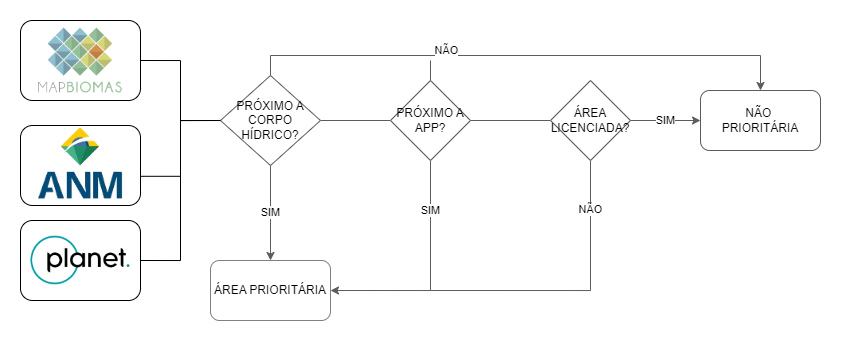 MAPBIOMAS
ANM
planet.
NÃO
PRÓXIMO A
CORPO
HÍDRICO?
PRÓXIMO A
APP?
ÁREA
LICENCIADA?
SIM
NÃO
PRIORITÁRIA
SIM
SIM
NÃO
ÁREA PRIORITÁRIA